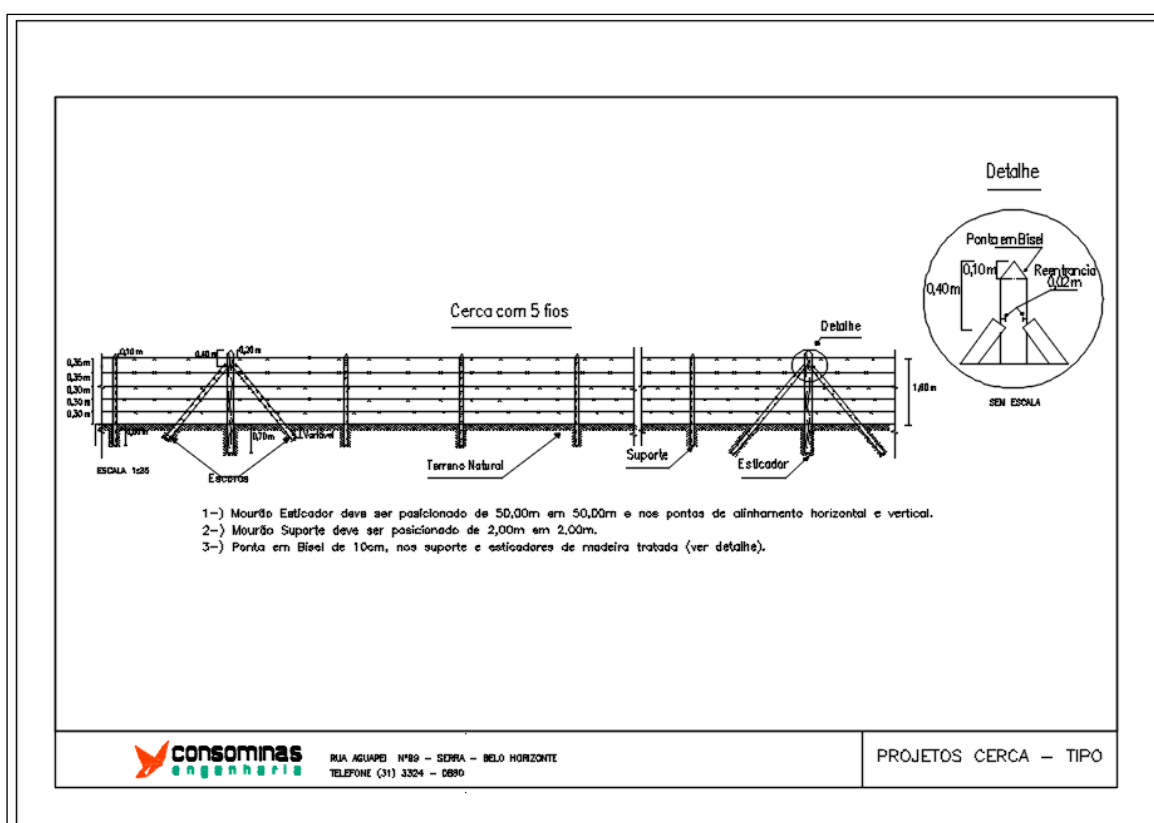 Detalhe
Ponta em Bisel
0,10m
Reentrancia
0,02m
0,40m
SEM ESCALA
Cerca com 5 fios
Detalhe
0,10m
0,40m
0,20m
0,35m
0,35m
0,30m
0,30m
0,30m
1,60m
0,70m
Variável
ESCALA 1:25
Escoras
Terreno Natural
Suporte
Esticador
1-) Mourão Esticador deve ser posicionado de 50,00m em 50,00m e nos pontos de alinhamento horizontal e vertical.
2-) Mourão Suporte deve ser posicionado de 2,00m em 2,00m.
3-) Ponta em Bisel de 10cm, nos suporte e esticadores de madeira tratada (ver detalhe).
consominas
engenharia
RUA AGUAPEI N°89 - SERRA - BELO HORIZONTE
TELEFONE (31) 3324 - 0880
PROJETOS CERCA - TIPO